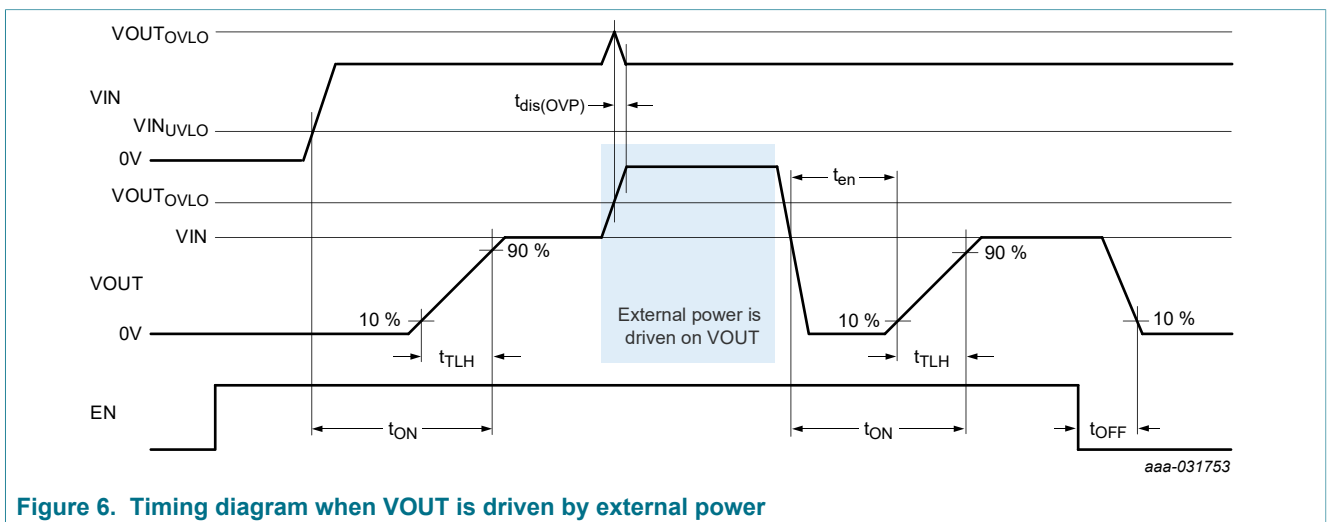 VOUTOVLO
VIN
tdis(OVP)
VINUVLO
0V
VOUTOVLO
ten
VIN
90 %
90 %
VOUT
External power is
driven on VOUT
10 %
10 %
10 %
0V
tTLH
tTLH
EN
tON
tON
tOFF
aaa-031753
Figure 6. Timing diagram when VOUT is driven by external power